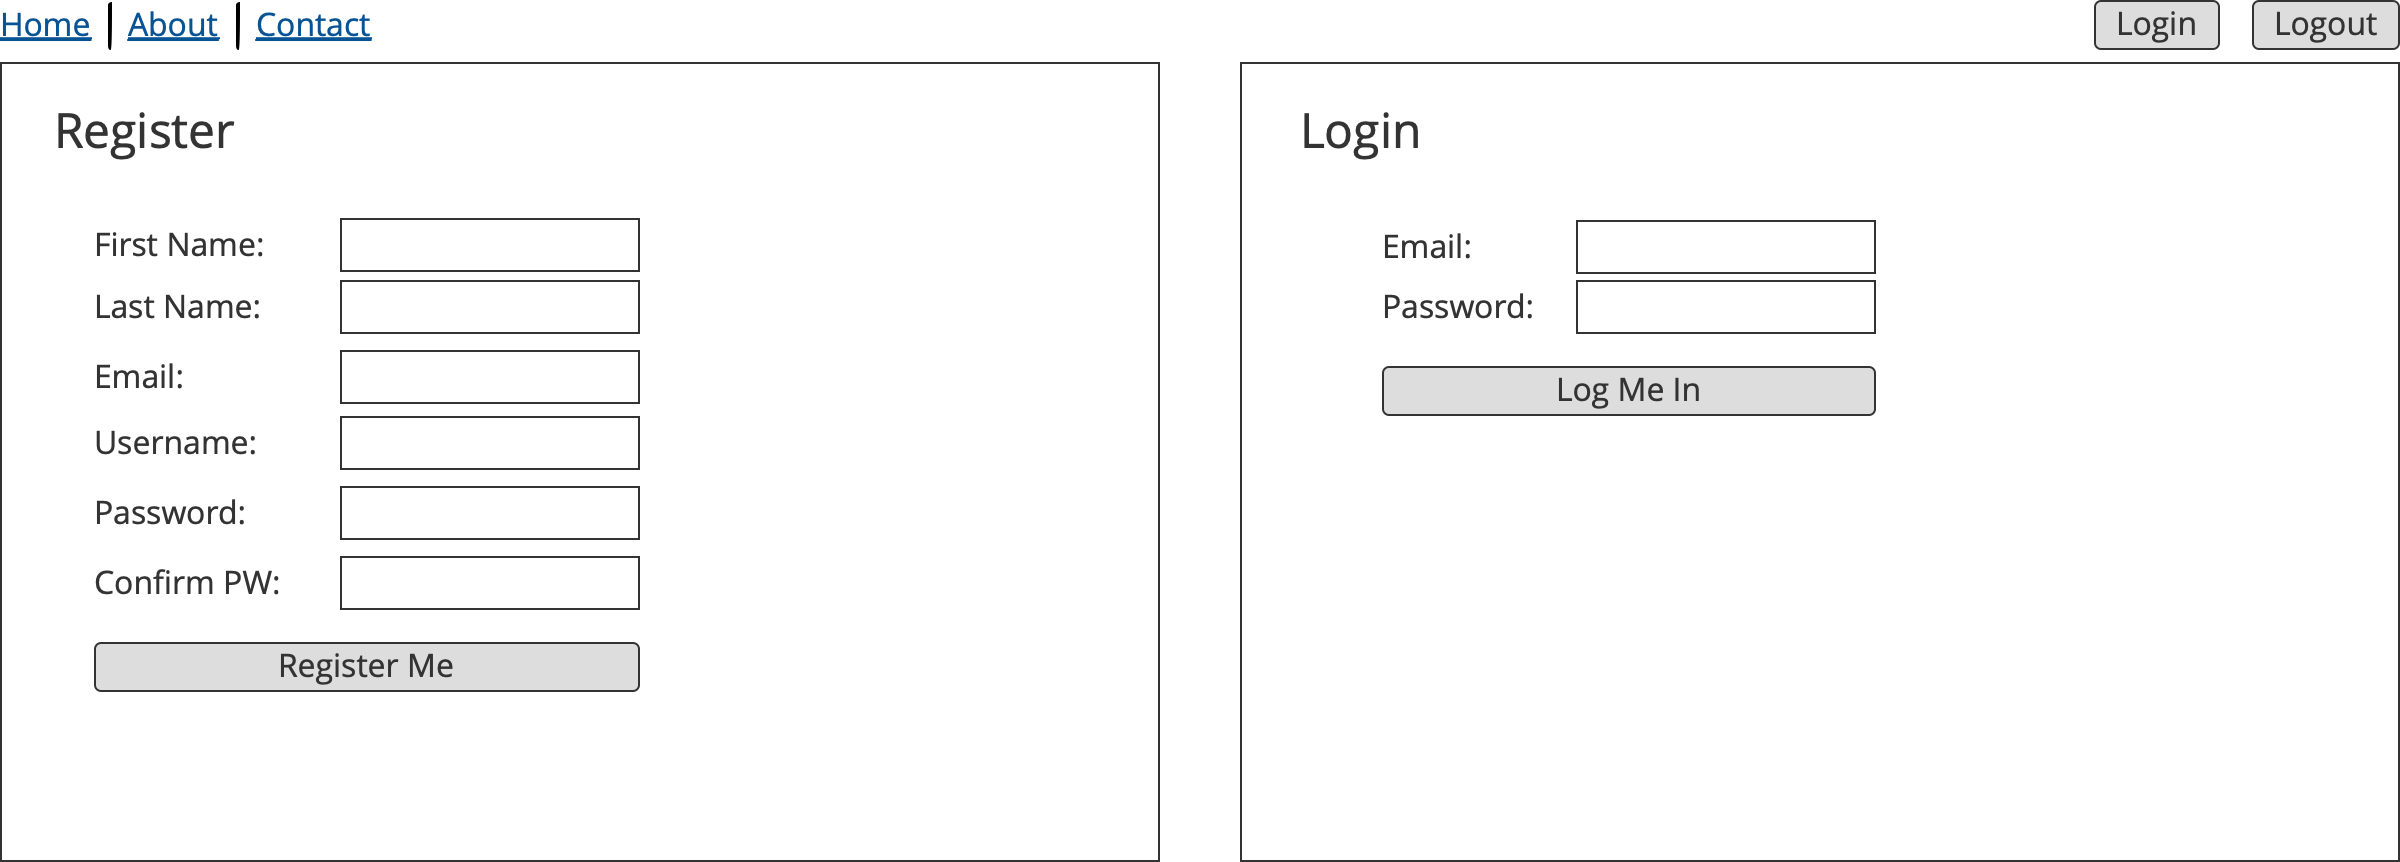 Home | About | Contact
Login
Logout
Register
First Name:
Last Name:
Email:
Username:
Password:
Confirm PW:
Register Me
Login
Email:
Password:
Log Me In